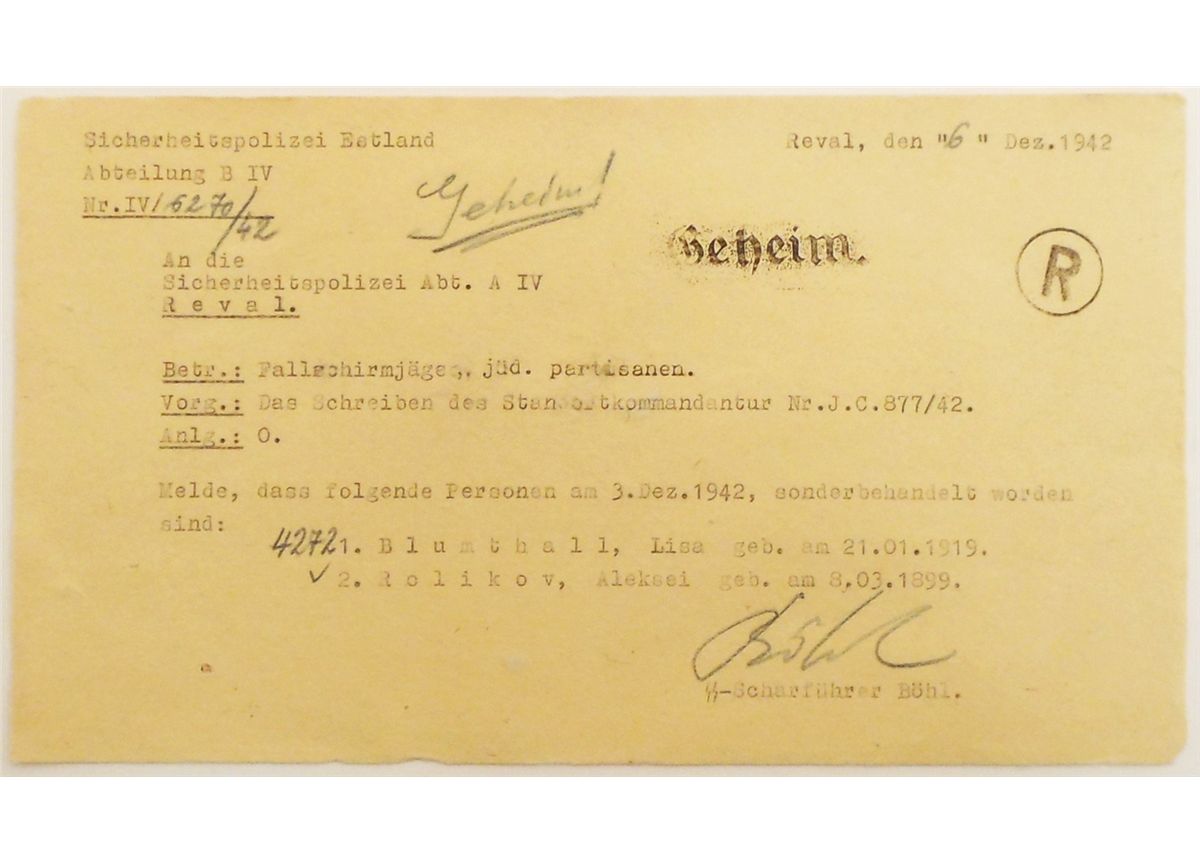 Sicherheitspolizei Estland
Reval, den "6" Dez.1942
Abteilung B IV
Nr.IV/6270/42
Geheim!
Geheim.
R
An die
Sicherheitspolizei Abt. A IV
R e v a l.
Betr.: Fallschirmjäger, jüd. partisanen.
Vorg.: Das Schreiben des Standortkommandantur Nr.J.C.877/42.
Anlg.: 0.
Melde, dass folgende Personen am 3.Dez.1942, sonderbehandelt worden
sind:
4272 1. B l u m t h a l l, Lisa geb. am 21.01.1919.
✓ 2. R o l i k o v, Aleksei geb. am 8.03.1899.
Böhl
ᛋᛋ-Scharführer Böhl.